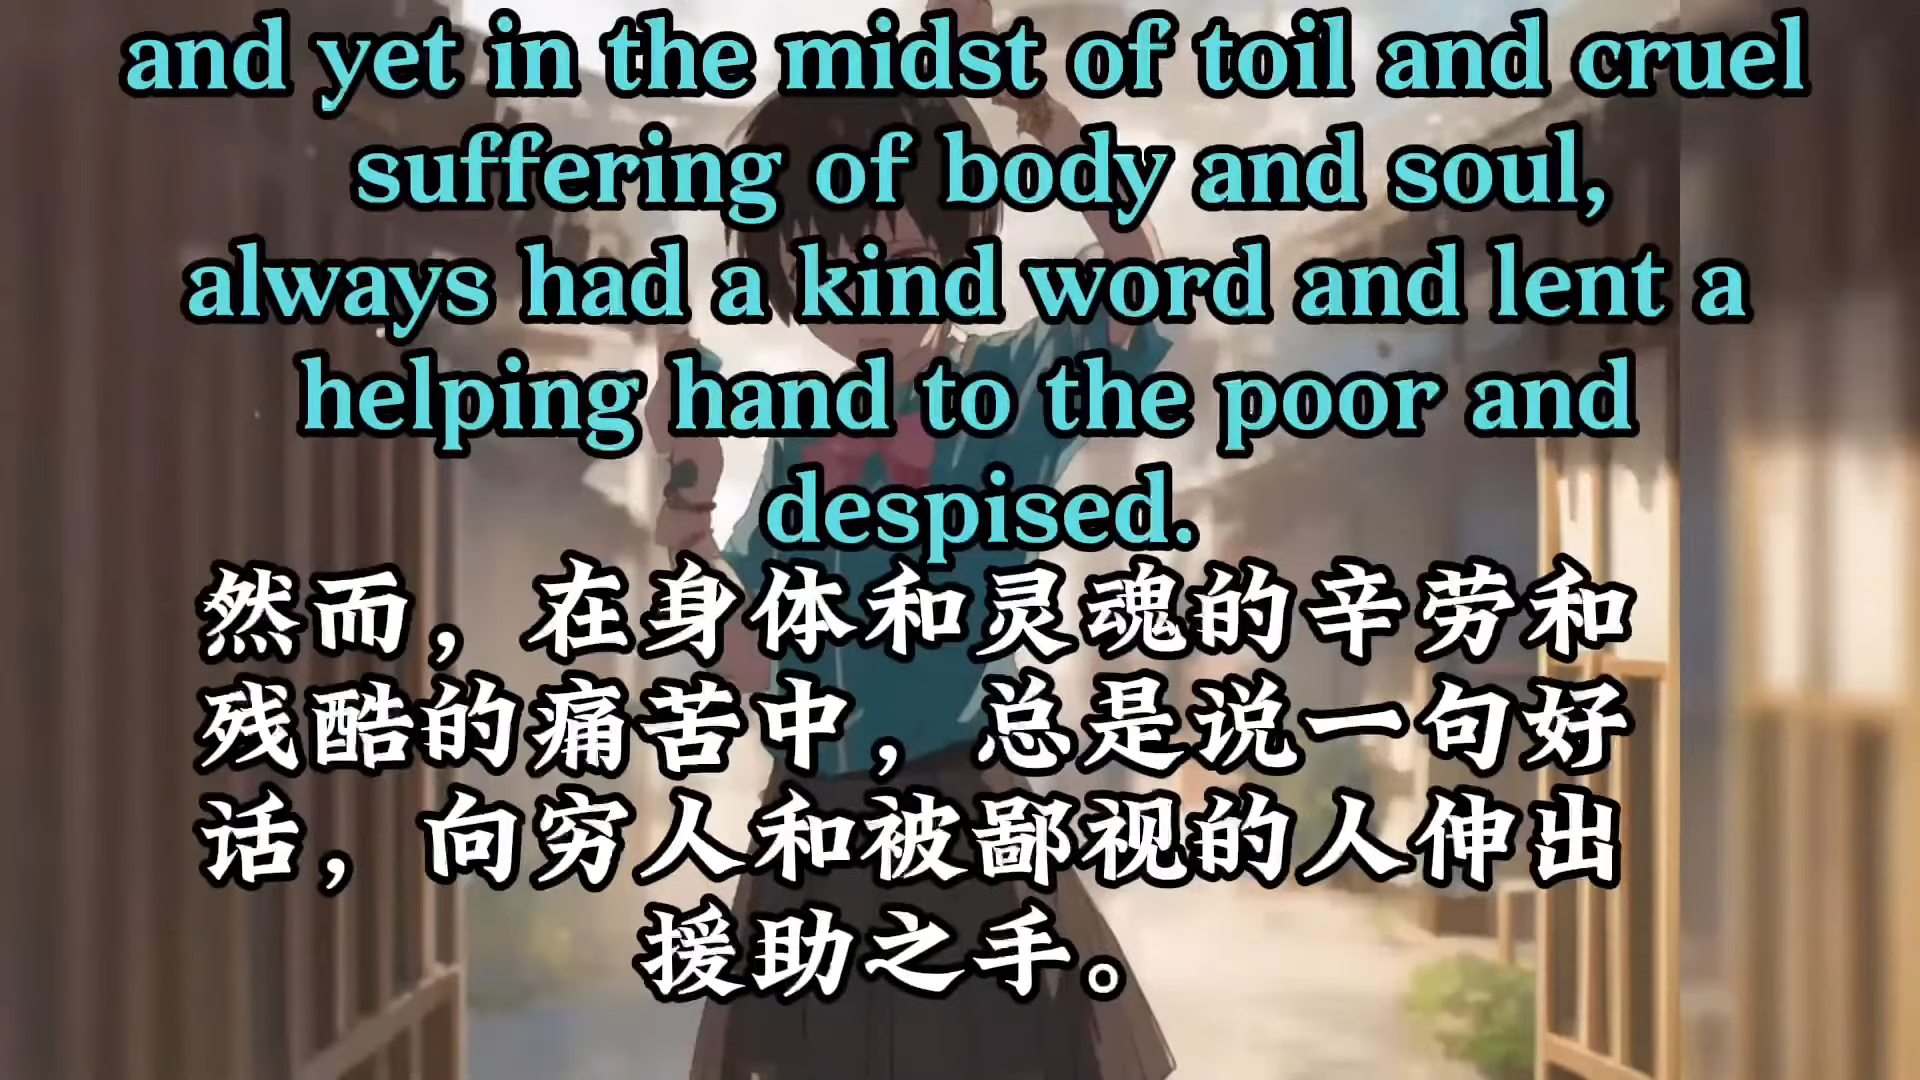 and yet in the midst of toil and cruel
suffering of body and soul,
always had a kind word and lent a
helping hand to the poor and
despised.
然而，在身体和灵魂的辛劳和
残酷的痛苦中，总是说一句好
话，向穷人和被鄙视的人伸出
援助之手。